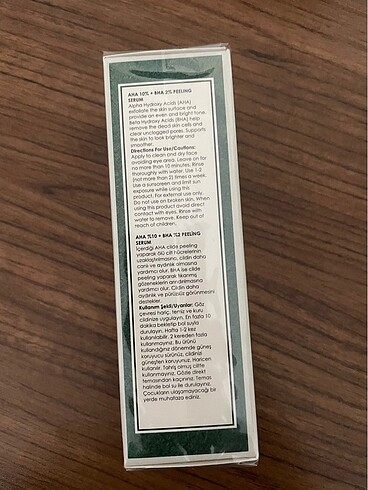 AHA 10% + BHA 2% PEELING
SERUM
Alpha Hydroxy Acids (AHA)
exfoliate the skin surface and
provide an even and bright tone.
Beta Hydroxy Acids (BHA) help
remove the dead skin cells and
clear unclogged pores. Supports
the skin to look brighter and
smoother.
Directions For Use/Cautions:
Apply to clean and dry face
avoiding eye area. Leave on for
no more than 10 minutes. Rinse
thoroughly with water. Use 1-2
(not more than 2) times a week.
Use a sunscreen and limit sun
exposure while using this
product. For external use only.
Do not use on broken skin. When
using this product avoid direct
contact with eyes. Rinse with
water to remove. Keep out of
reach of children.
AHA %10 + BHA %2 PEELİNG
SERUM
İçerdiği AHA cilde peeling
yaparak ölü cilt hücrelerinin
uzaklaştırılmasına, cildin daha
canlı ve aydınlık olmasına
yardımcı olur. BHA ile cilde
peeling yaparak tıkanmış
gözeneklerin arındırılmasına
yardımcı olur. Cildin daha
aydınlık ve pürüzsüz görünmesini
destekler.
Kullanım Şekli/Uyarılar: Göz
çevresi hariç, temiz ve kuru
cildinize uygulayın. En fazla 10
dakika bekletip bol suyla
durulayın. Hafta 1-2 kez
kullanılabilir, 2 kereden fazla
kullanmayınız. Bu ürünü
kullandığınız dönemde güneş
koruyucu sürünüz, cildinizi
güneşten koruyunuz. Haricen
kullanılır. Tahriş olmuş ciltte
kullanmayınız. Gözle direkt
temasından kaçınınız. Temas
halinde bol su ile durulayınız.
Çocukların ulaşamayacağı bir
yerde muhafaza ediniz.